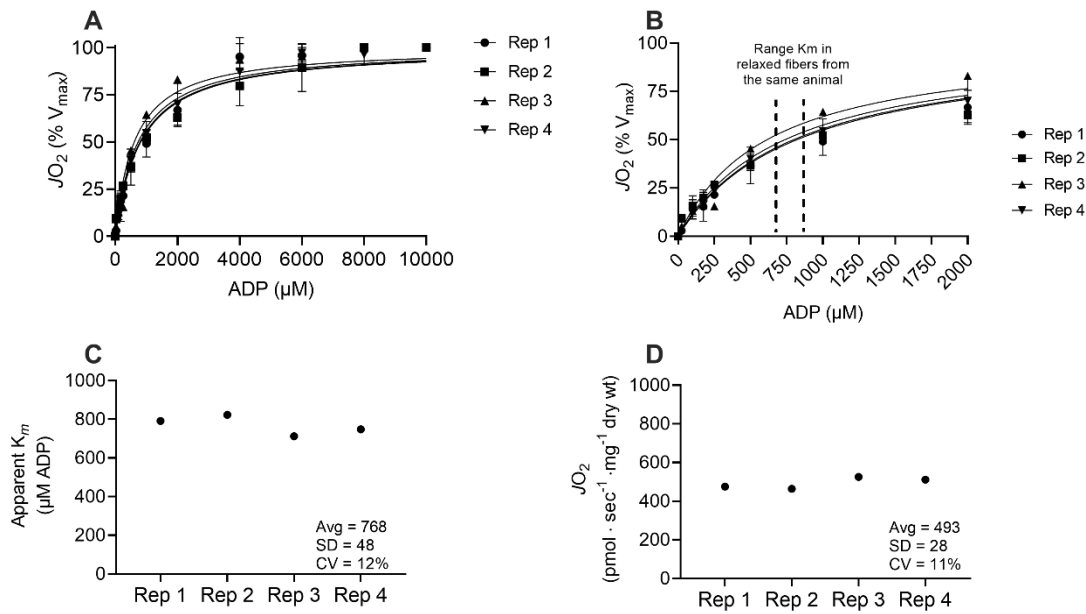 A
JO₂ (% Vmax)
100
75
50
25
0
0 2000 4000 6000 8000 10000
ADP (µM)
Rep 1
Rep 2
Rep 3
Rep 4
B
Range Km in
relaxed fibers from
the same animal
JO₂ (% Vmax)
100
75
50
25
0
0 250 500 750 1000 1250 1500 1750 2000
ADP (µM)
Rep 1
Rep 2
Rep 3
Rep 4
C
Apparent Km
(µM ADP)
1000
800
600
400
200
0
Avg = 768
SD = 48
CV = 12%
Rep 1 Rep 2 Rep 3 Rep 4
D
JO₂
(pmol · sec⁻¹ ·mg⁻¹ dry wt)
1000
800
600
400
200
0
Avg = 493
SD = 28
CV = 11%
Rep 1 Rep 2 Rep 3 Rep 4